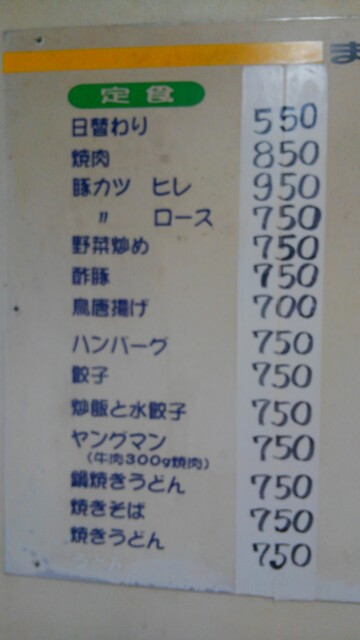 ま
定食
日替わり 550
焼肉 850
豚カツ ヒレ 950
〃 ロース 750
野菜炒め 750
酢豚 750
鳥唐揚げ 700
ハンバーグ 750
餃子 750
炒飯と水餃子 750
ヤングマン 750
(牛肉300g焼肉)
鍋焼きうどん 750
焼きそば 750
焼きうどん 750